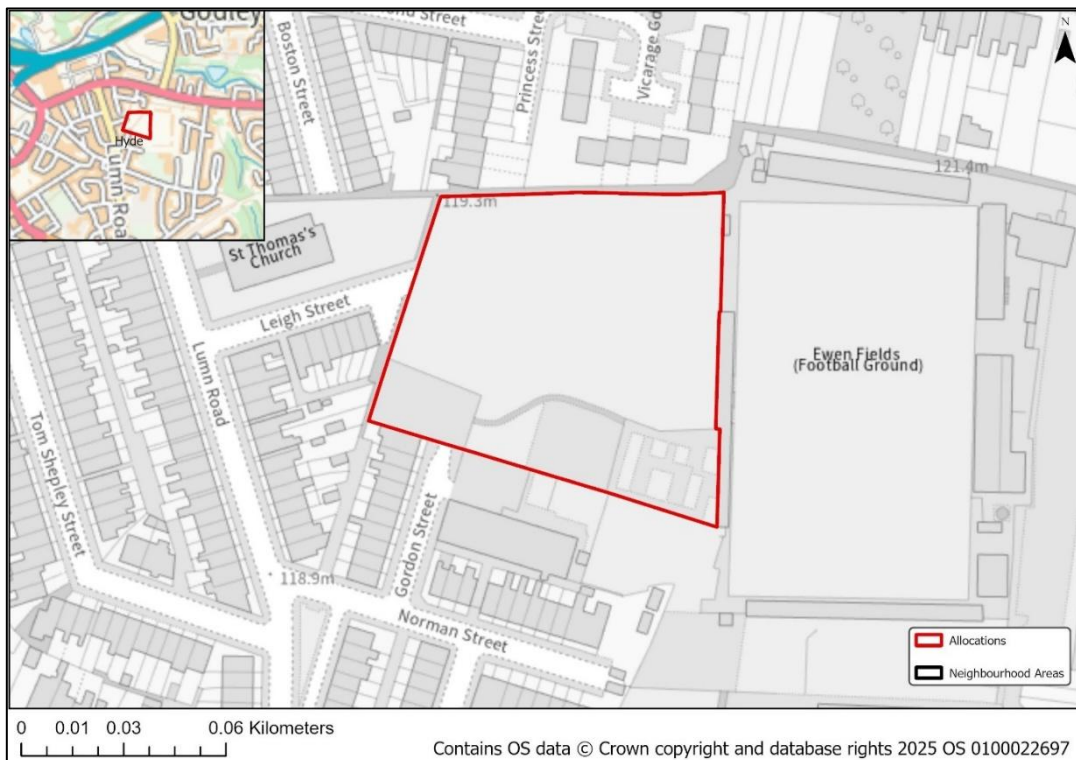 Godley
Hyde
Lumn Road
Boston Street
Princess Street
N
121.4m
119.3m
St Thomas's
Church
Leigh Street
Lumn Road
Ewen Fields
(Football Ground)
Tom Shepley Street
Gordon Street
118.9m
Norman Street
Allocations
Neighbourhood Areas
0 0.01 0.03 0.06 Kilometers
Contains OS data © Crown copyright and database rights 2025 OS 0100022697